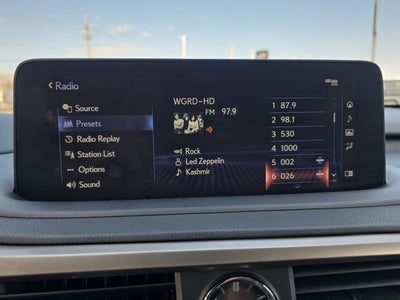 Radio
Source
Presets
Radio Replay
Station List
Options
Sound
WGRD-HD
FM 97.9
Rock
Led Zeppelin
Kashmir
1 87.9
2 98.1
3 530
4 1000
5 002
6 026